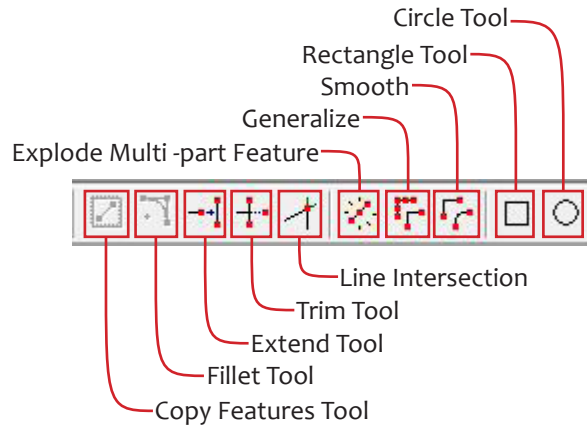 Circle Tool
Rectangle Tool
Smooth
Generalize
Explode Multi -part Feature
Line Intersection
Trim Tool
Extend Tool
Fillet Tool
Copy Features Tool